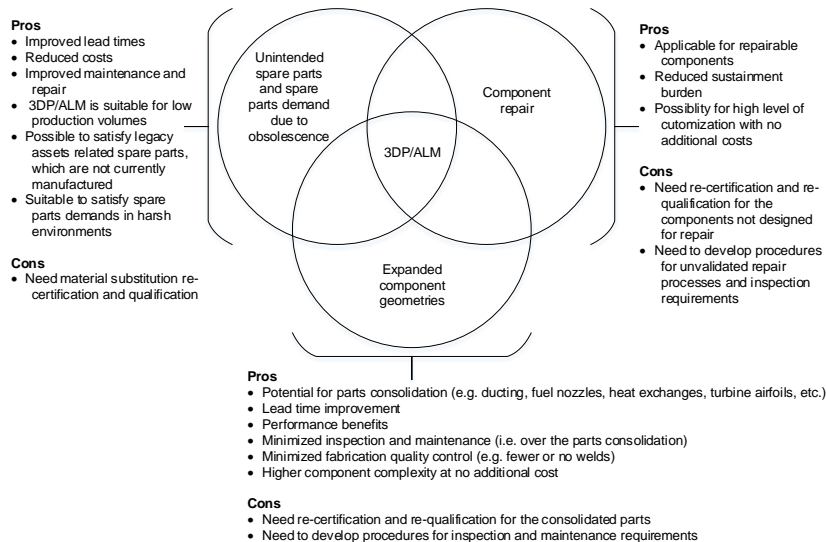 Pros
• Improved lead times
• Reduced costs
• Improved maintenance and
repair
• 3DP/ALM is suitable for low
production volumes
• Possible to satisfy legacy
assets related spare parts,
which are not currently
manufactured
• Suitable to satisfy spare
parts demands in harsh
environments
Cons
• Need material substitution re-
certification and qualification
Unintended
spare parts
and spare
parts demand
due to
obsolescence
Component
repair
3DP/ALM
Expanded
component
geometries
Pros
• Applicable for repairable
components
• Reduced sustainment
burden
• Possiblity for high level of
cutomization with no
additional costs
Cons
• Need re-certification and re-
qualification for the
components not designed
for repair
• Need to develop procedures
for unvalidated repair
processes and inspection
requirements
Pros
• Potential for parts consolidation (e.g. ducting, fuel nozzles, heat exchanges, turbine airfoils, etc.)
• Lead time improvement
• Performance benefits
• Minimized inspection and maintenance (i.e. over the parts consolidation)
• Minimized fabrication quality control (e.g. fewer or no welds)
• Higher component complexity at no additional cost
Cons
• Need re-certification and re-qualification for the consolidated parts
• Need to develop procedures for inspection and maintenance requirements